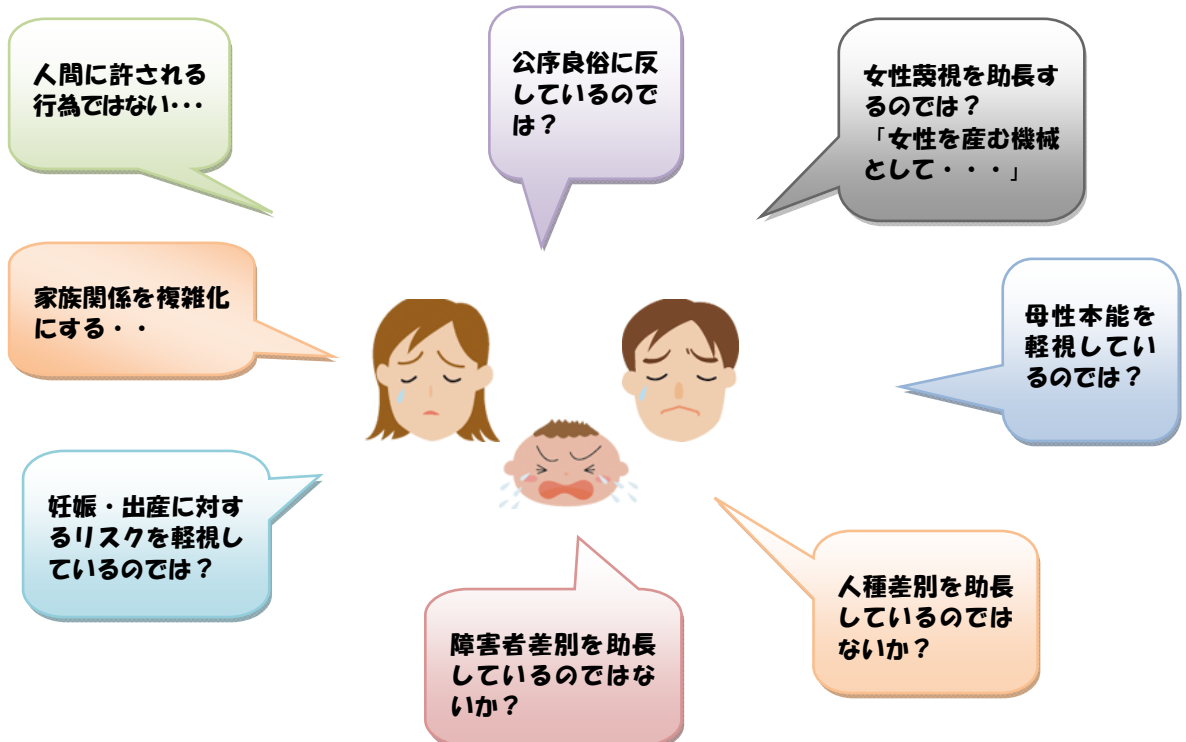 人間に許される
行為ではない・・・
公序良俗に反
しているので
は？
女性蔑視を助長す
るのでは？
「女性を産む機械
として・・・」
家族関係を複雑化
にする・・
母性本能を
軽視してい
るのでは？
妊娠・出産に対す
るリスクを軽視し
ているのでは？
障害者差別を助長
しているのではな
いか？
人種差別を助長
しているのでは
ないか？